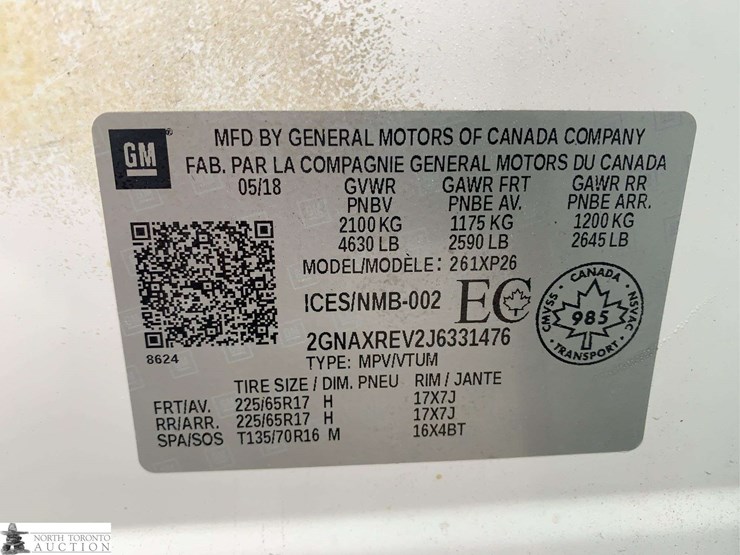 GM ®
MFD BY GENERAL MOTORS OF CANADA COMPANY
FAB. PAR LA COMPAGNIE GENERAL MOTORS DU CANADA
05/18 GVWR GAWR FRT GAWR RR
PNBV PNBE AV. PNBE ARR.
2100 KG 1175 KG 1200 KG
4630 LB 2590 LB 2645 LB
MODEL/MODÈLE: 261XP26
ICES/NMB-002 EC
CANADA
CMVSS 985 NSVAC
TRANSPORT
2GNAXREV2J6331476
8624
TYPE: MPV/VTUM
TIRE SIZE / DIM. PNEU RIM / JANTE
FRT/AV. 225/65R17 H 17X7J
RR/ARR. 225/65R17 H 17X7J
SPA/SOS T135/70R16 M 16X4BT
NORTH TORONTO
AUCTION